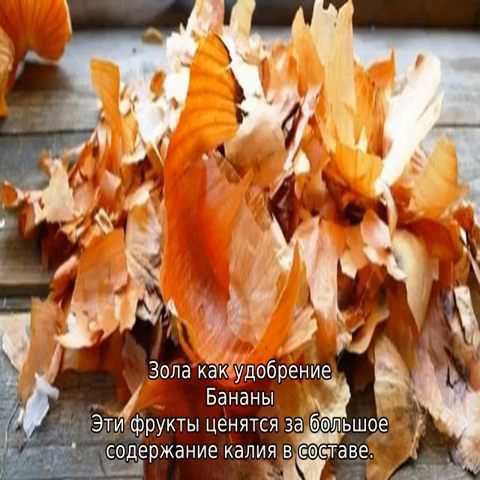 Зола как удобрение
Бананы
Эти фрукты ценятся за большое
содержание калия в составе.